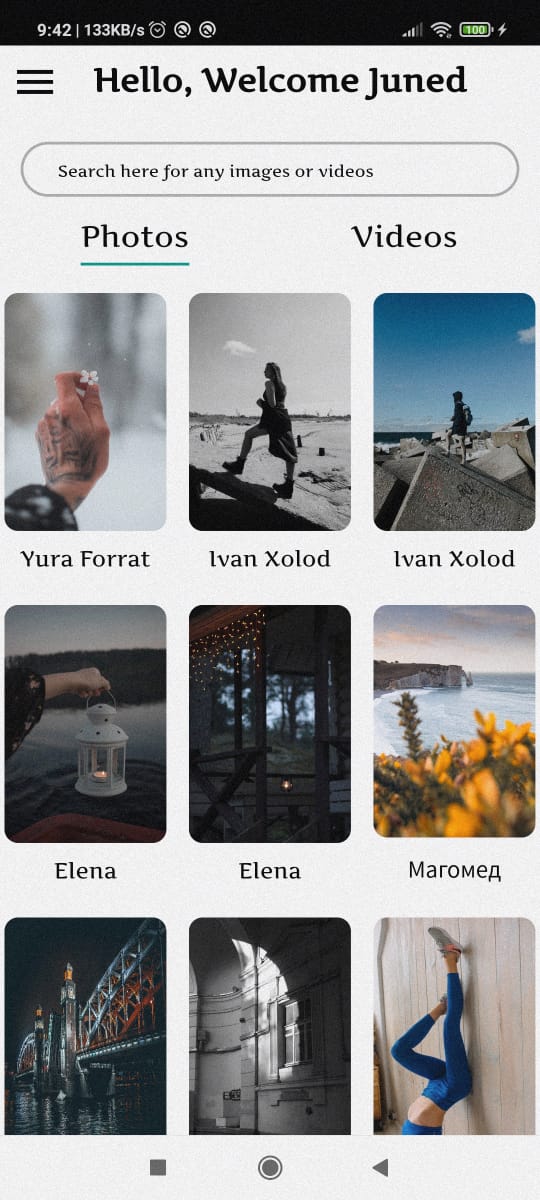 9:42 | 133KB/s
100
Hello, Welcome Juned
Search here for any images or videos
Photos Videos
Yura Forrat Ivan Xolod Ivan Xolod
Elena Elena Магомед